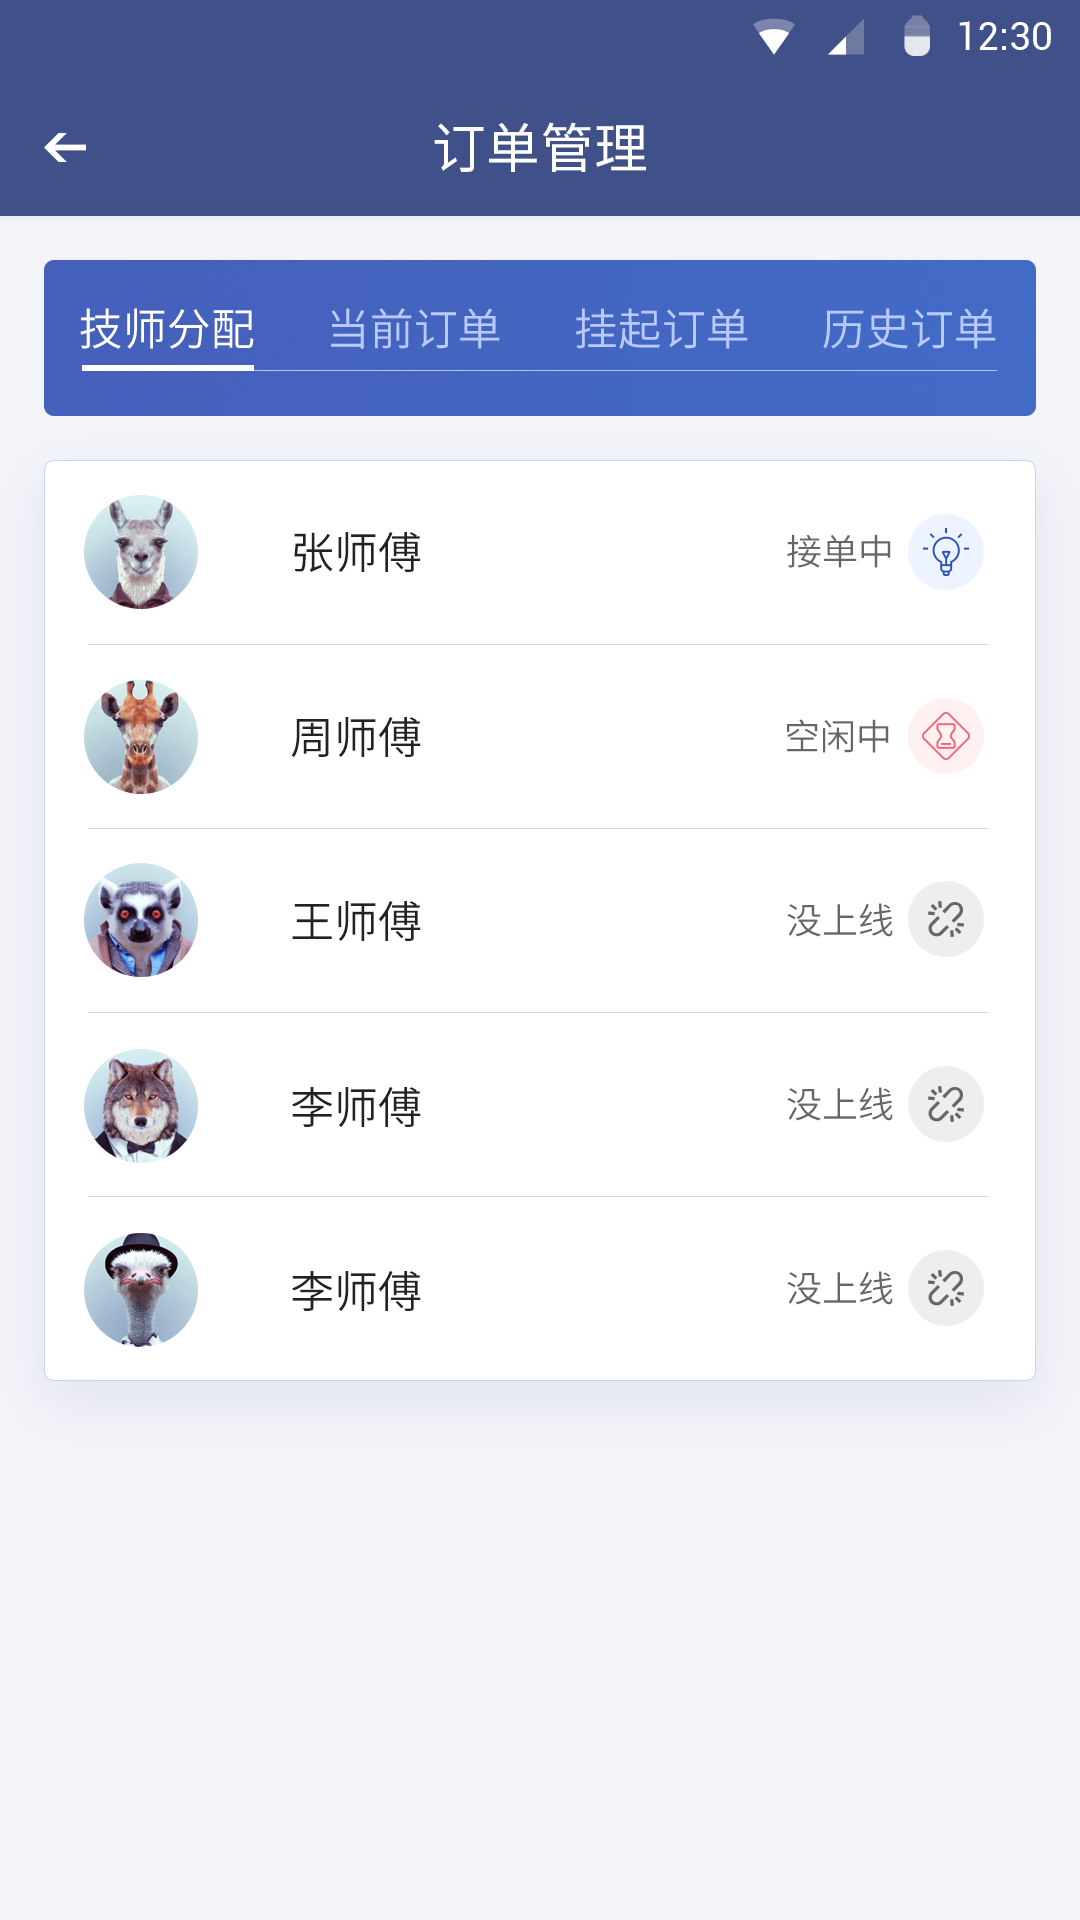 12:30
订单管理
技师分配 当前订单 挂起订单 历史订单
张师傅 接单中
周师傅 空闲中
王师傅 没上线
李师傅 没上线
李师傅 没上线